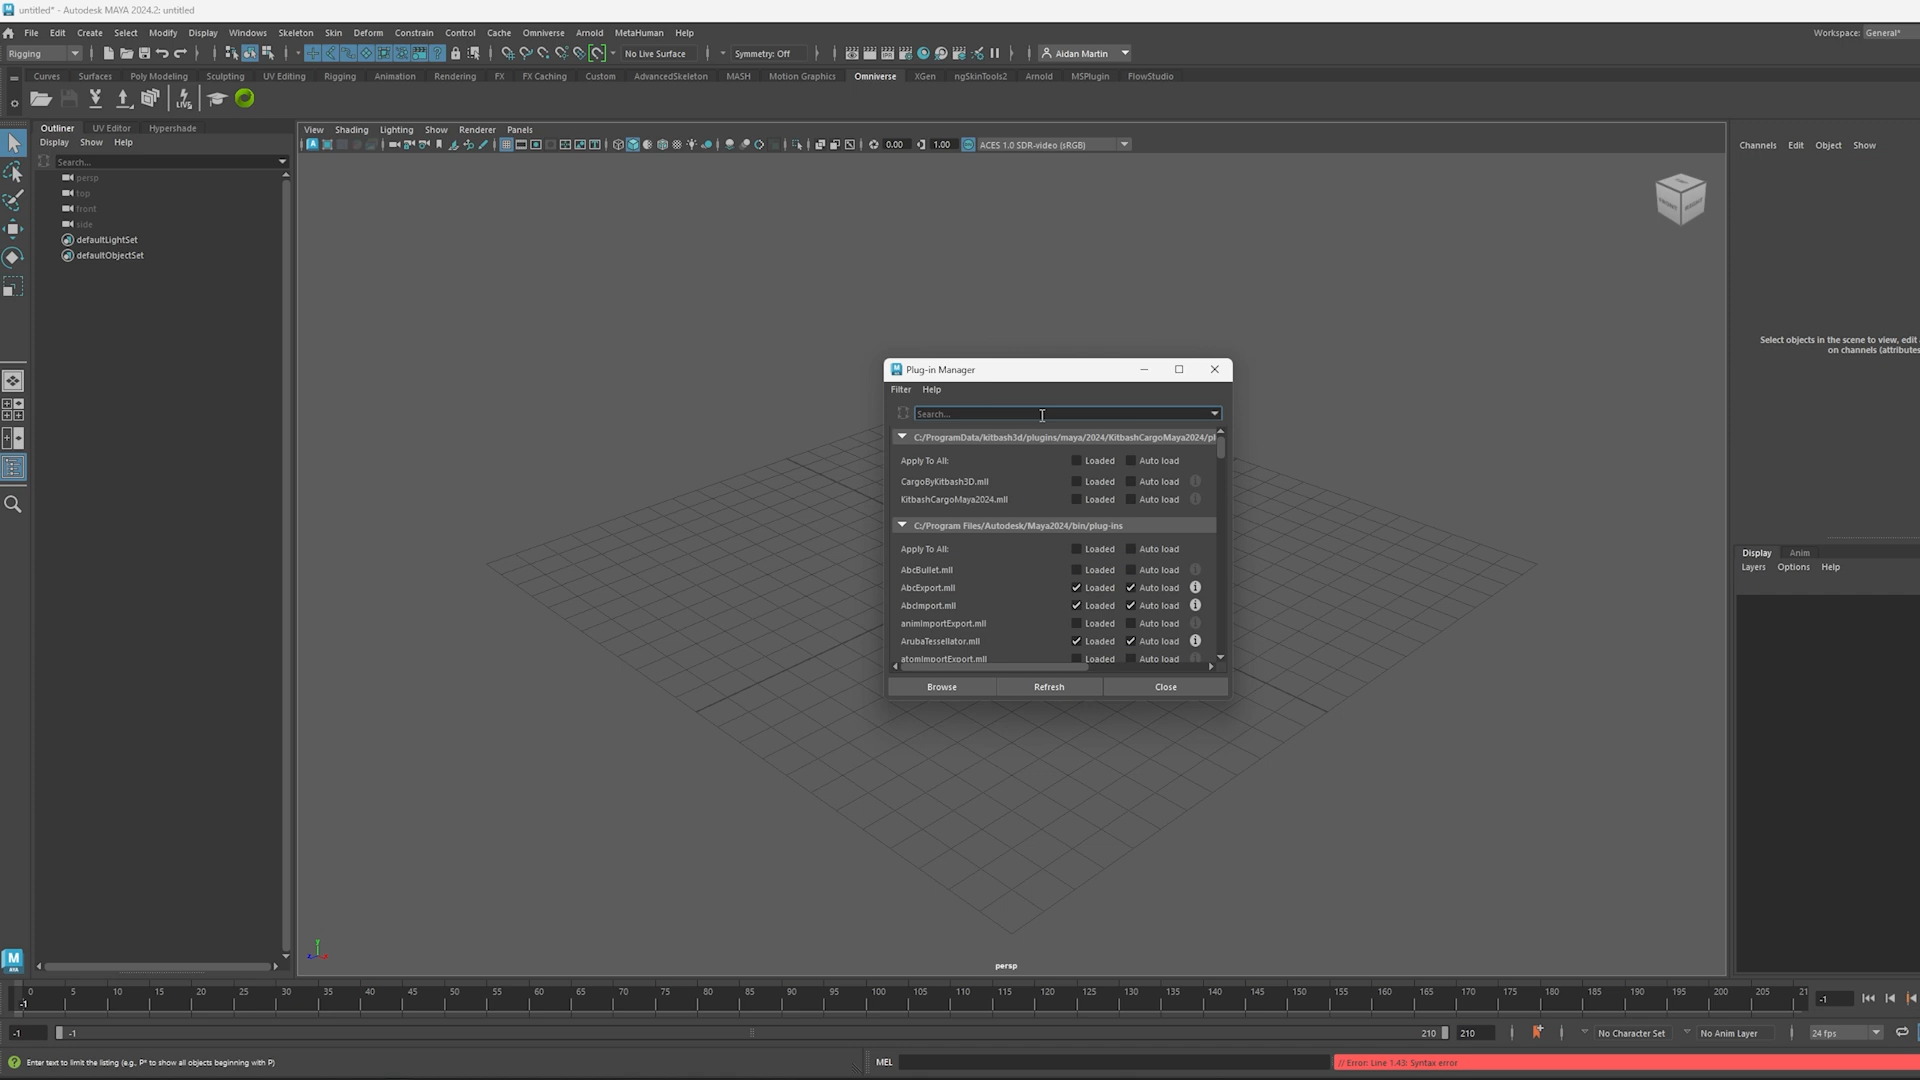 untitled* - Autodesk MAYA 2024.2: untitled
File Edit Create Select Modify Display Windows Skeleton Skin Deform Constrain Control Cache Omniverse Arnold MetaHuman Help
Workspace: General*
Rigging
No Live Surface
Symmetry: Off
Aidan Martin
Curves Surfaces Poly Modeling Sculpting UV Editing Rigging Animation Rendering FX FX Caching Custom AdvancedSkeleton MASH Motion Graphics Omniverse XGen ngSkinTools2 Arnold MSPlugin FlowStudio
LIVE
Outliner UV Editor Hypershade
Display Show Help
Search...
persp
top
front
side
defaultLightSet
defaultObjectSet
View Shading Lighting Show Renderer Panels
0.00
1.00
ACES 1.0 SDR-video (sRGB)
FRONT
RIGHT
Channels Edit Object Show
Select objects in the scene to view, edit
on channels (attributes
Plug-in Manager
Filter Help
Search...
C:/ProgramData/kitbash3d/plugins/maya/2024/KitbashCargoMaya2024/pl
Apply To All: Loaded Auto load
CargoByKitbash3D.mll Loaded Auto load
KitbashCargoMaya2024.mll Loaded Auto load
C:/Program Files/Autodesk/Maya2024/bin/plug-ins
Apply To All: Loaded Auto load
AbcBullet.mll Loaded Auto load
AbcExport.mll Loaded Auto load
AbcImport.mll Loaded Auto load
animImportExport.mll Loaded Auto load
ArubaTessellator.mll Loaded Auto load
atomImportExport.mll Loaded Auto load
Browse Refresh Close
Display Anim
Layers Options Help
persp
0 5 10 15 20 25 30 35 40 45 50 55 60 65 70 75 80 85 90 95 100 105 110 115 120 125 130 135 140 145 150 155 160 165 170 175 180 185 190 195 200 205 21
-1
-1
-1
-1
210
210
No Character Set
No Anim Layer
24 fps
Enter text to limit the listing (e.g., P* to show all objects beginning with P)
MEL
// Error: Line 1.43: Syntax error